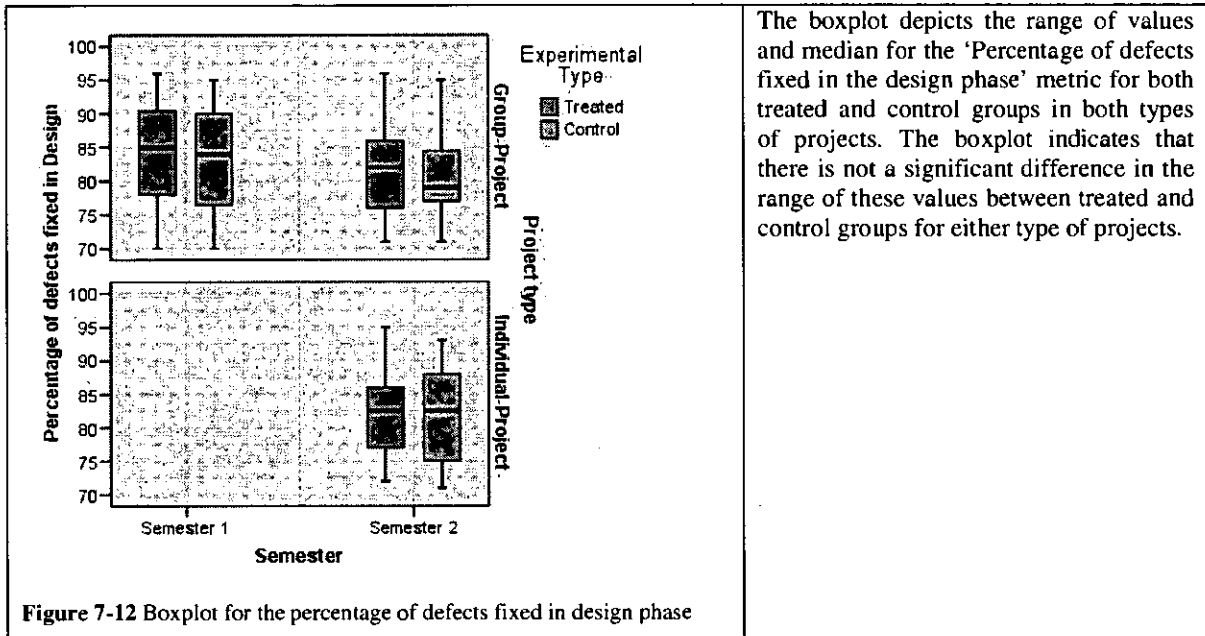 100
95
90
85
80
75
70
100
95
90
85
80
75
70
Percentage of defects fixed in Design
Group-Project
Individual-Project
Project type
Experimental
Type
Treated
Control
Semester 1
Semester 2
Semester
Figure 7-12 Boxplot for the percentage of defects fixed in design phase
The boxplot depicts the range of values
and median for the ‘Percentage of defects
fixed in the design phase’ metric for both
treated and control groups in both types
of projects. The boxplot indicates that
there is not a significant difference in the
range of these values between treated and
control groups for either type of projects.